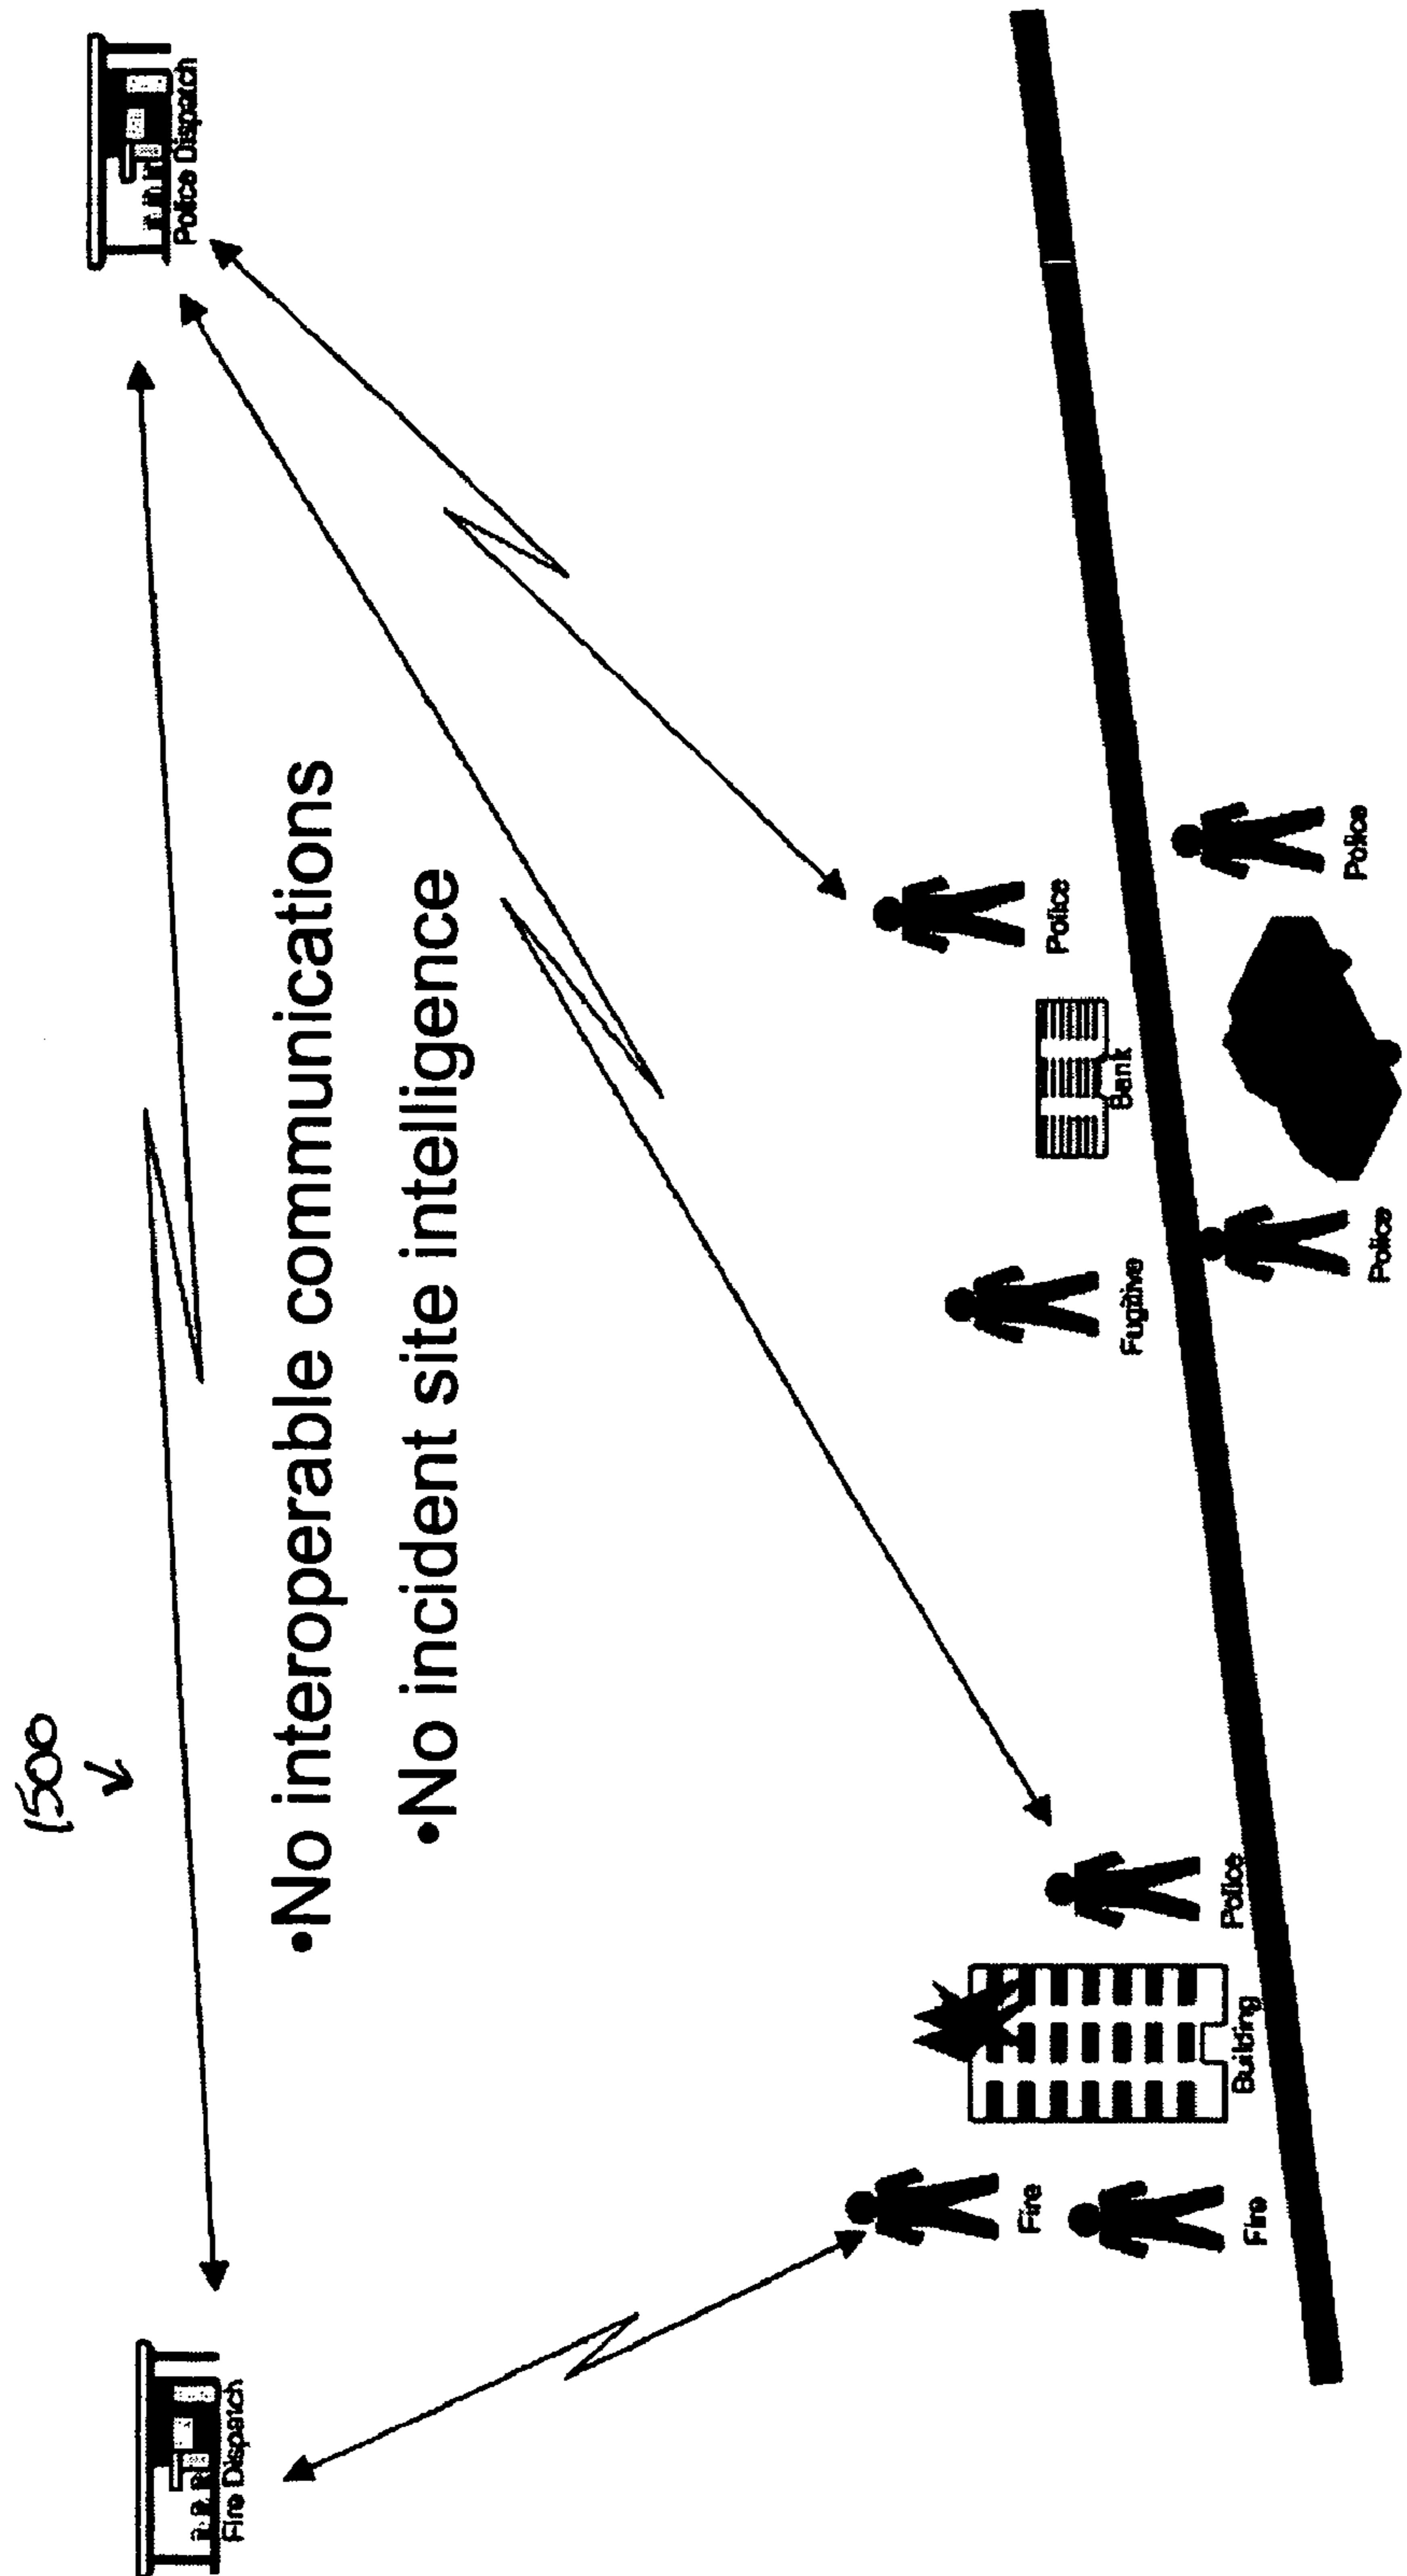 1500
Fire Dispatch
Police Dispatch
•No interoperable communications
•No incident site intelligence
Fire
Fire
Building
Police
Fugitive
Bank
Police
Police
Police